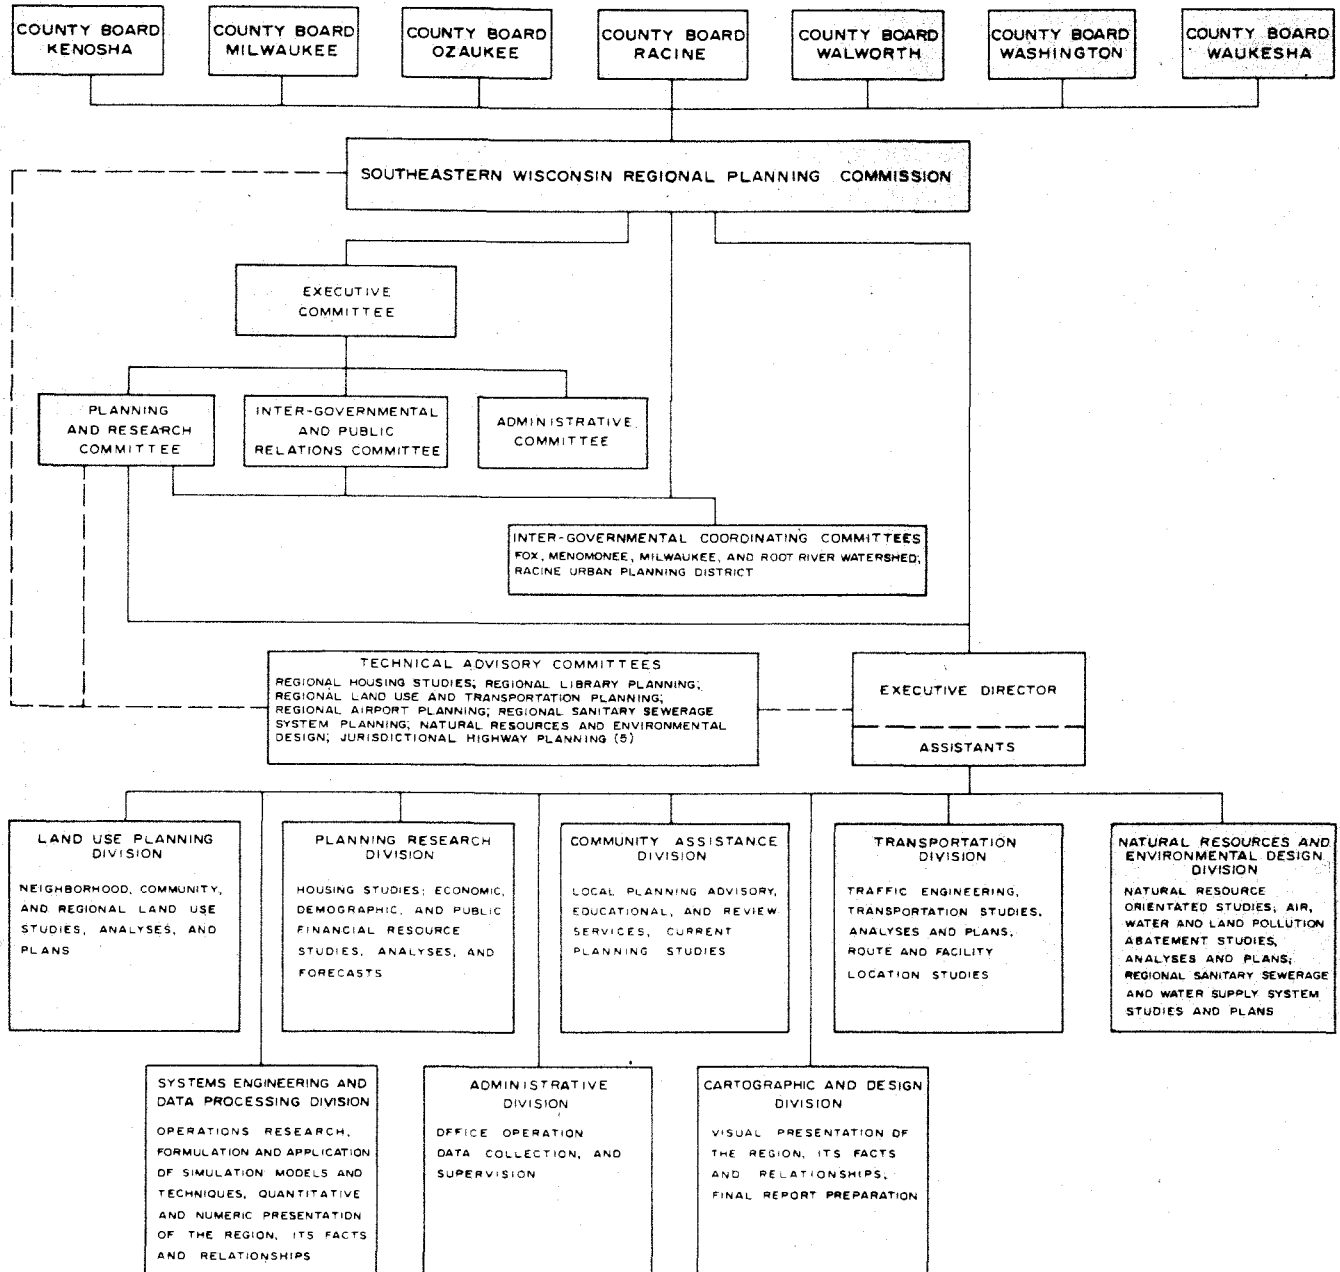 COUNTY BOARD
KENOSHA
COUNTY BOARD
MILWAUKEE
COUNTY BOARD
OZAUKEE
COUNTY BOARD
RACINE
COUNTY BOARD
WALWORTH
COUNTY BOARD
WASHINGTON
COUNTY BOARD
WAUKESHA
SOUTHEASTERN WISCONSIN REGIONAL PLANNING COMMISSION
EXECUTIVE
COMMITTEE
PLANNING
AND RESEARCH
COMMITTEE
INTER-GOVERNMENTAL
AND PUBLIC
RELATIONS COMMITTEE
ADMINISTRATIVE
COMMITTEE
INTER-GOVERNMENTAL COORDINATING COMMITTEES
FOX, MENOMONEE, MILWAUKEE, AND ROOT RIVER WATERSHED;
RACINE URBAN PLANNING DISTRICT
TECHNICAL ADVISORY COMMITTEES
REGIONAL HOUSING STUDIES; REGIONAL LIBRARY PLANNING;
REGIONAL LAND USE AND TRANSPORTATION PLANNING;
REGIONAL AIRPORT PLANNING; REGIONAL SANITARY SEWERAGE
SYSTEM PLANNING; NATURAL RESOURCES AND ENVIRONMENTAL
DESIGN; JURISDICTIONAL HIGHWAY PLANNING (5)
EXECUTIVE DIRECTOR
ASSISTANTS
LAND USE PLANNING
DIVISION
NEIGHBORHOOD, COMMUNITY,
AND REGIONAL LAND USE
STUDIES, ANALYSES, AND
PLANS
PLANNING RESEARCH
DIVISION
HOUSING STUDIES; ECONOMIC,
DEMOGRAPHIC, AND PUBLIC
FINANCIAL RESOURCE
STUDIES, ANALYSES, AND
FORECASTS
COMMUNITY ASSISTANCE
DIVISION
LOCAL PLANNING ADVISORY,
EDUCATIONAL, AND REVIEW
SERVICES, CURRENT
PLANNING STUDIES
TRANSPORTATION
DIVISION
TRAFFIC ENGINEERING,
TRANSPORTATION STUDIES,
ANALYSES AND PLANS,
ROUTE AND FACILITY
LOCATION STUDIES
NATURAL RESOURCES AND
ENVIRONMENTAL DESIGN
DIVISION
NATURAL RESOURCE
ORIENTATED STUDIES, AIR,
WATER AND LAND POLLUTION
ABATEMENT STUDIES,
ANALYSES AND PLANS;
REGIONAL SANITARY SEWERAGE
AND WATER SUPPLY SYSTEM
STUDIES AND PLANS
SYSTEMS ENGINEERING AND
DATA PROCESSING DIVISION
OPERATIONS RESEARCH,
FORMULATION AND APPLICATION
OF SIMULATION MODELS AND
TECHNIQUES, QUANTITATIVE
AND NUMERIC PRESENTATION
OF THE REGION, ITS FACTS
AND RELATIONSHIPS
ADMINISTRATIVE
DIVISION
OFFICE OPERATION
DATA COLLECTION, AND
SUPERVISION
CARTOGRAPHIC AND DESIGN
DIVISION
VISUAL PRESENTATION OF
THE REGION, ITS FACTS
AND RELATIONSHIPS,
FINAL REPORT PREPARATION